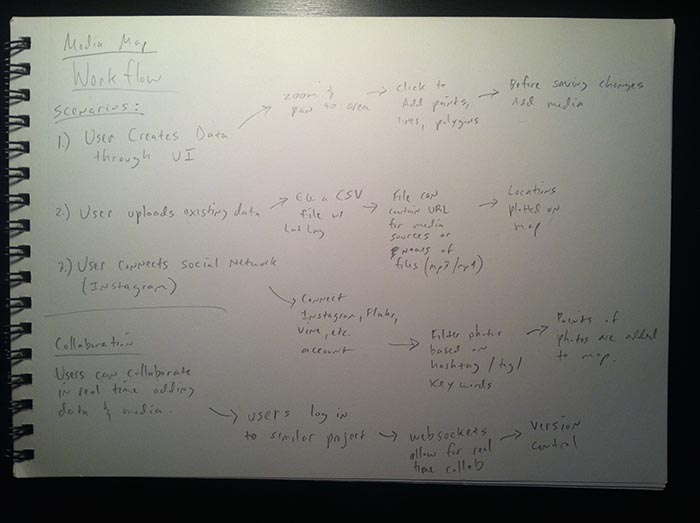 Media Map
Workflow
Scenarios:
1.) User Creates Data
through UI
zoom &
pan to area
click to
Add points,
lines, polygons
Before saving changes
Add media
2.) User uploads existing data
a CSV
file w/
Lat Lng
File can
contain URL
for media
sources or
of
files (mp3/mp4)
Locations
plotted on
map
3.) User connects social network
(Instagram)
Connect
Instagram,
Vine, etc.
account
Filter photos
based on
hashtag / tag /
key words
Points of
photos are added
to map.
Collaboration
Users can collaborate
in real time adding
data & media.
users log in
to similar project
websockets
allow for real
time collab
version
control